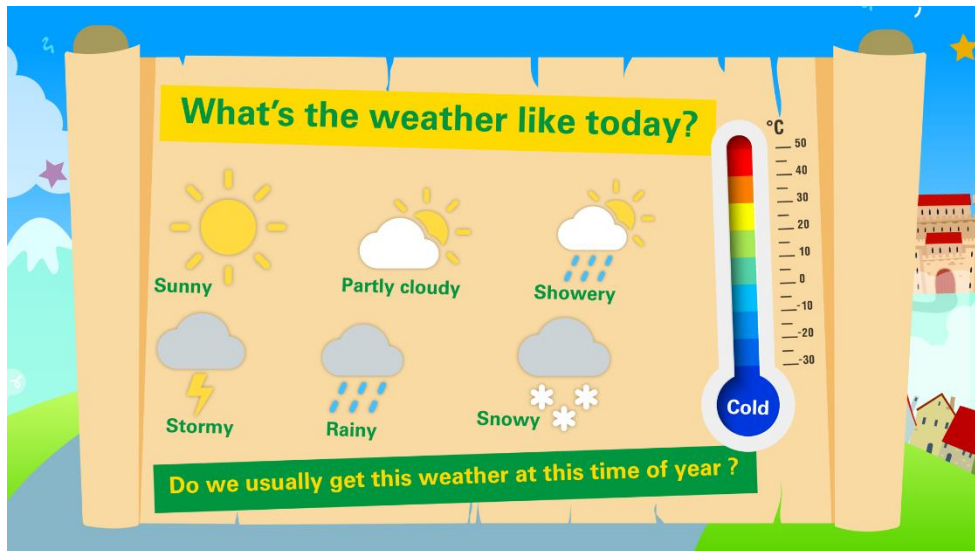 What's the weather like today?
°C
50
40
30
20
10
0
-10
-20
-30
Sunny
Partly cloudy
Showery
Stormy
Rainy
Snowy
Cold
Do we usually get this weather at this time of year ?